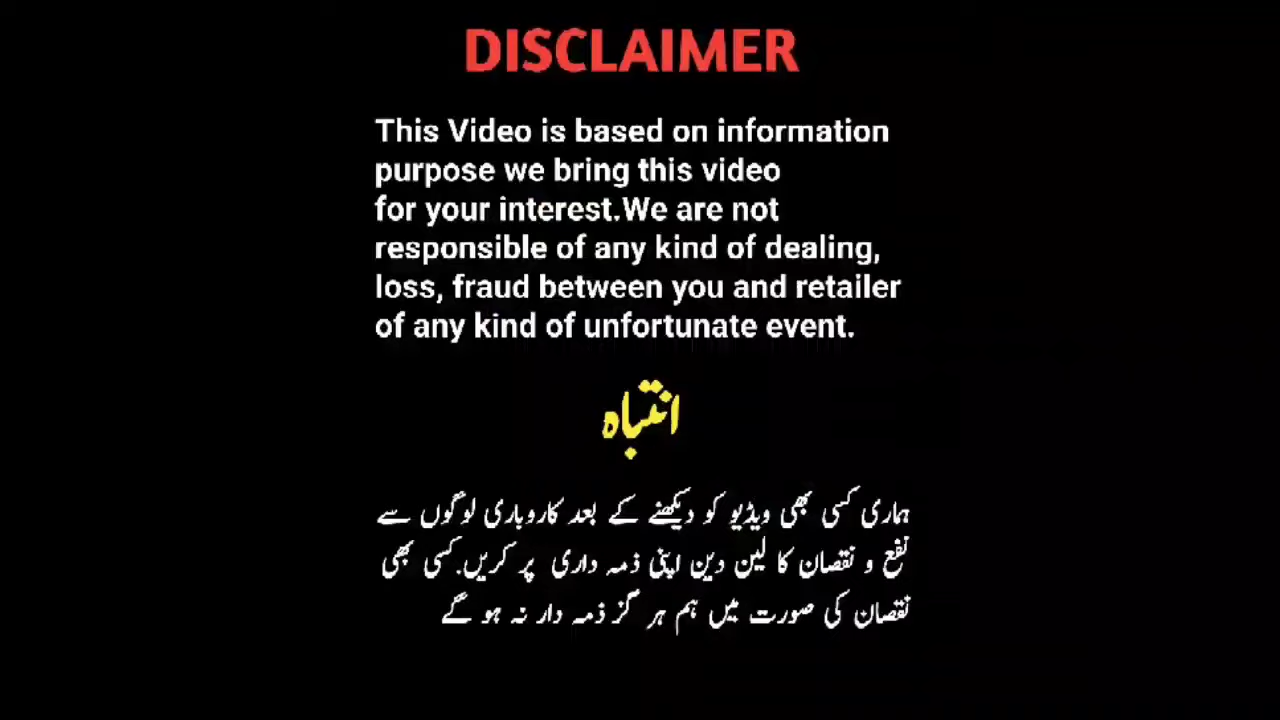 DISCLAIMER
This Video is based on information
purpose we bring this video
for your interest.We are not
responsible of any kind of dealing,
loss, fraud between you and retailer
of any kind of unfortunate event.
انتباہ
ہماری کسی بھی ویڈیو کو دیکھنے کے بعد کاروباری لوگوں سے
نفع و نقصان کا لین دین اپنی ذمہ داری پر کریں.کسی بھی
نقصان کی صورت میں ہم ہر گز ذمہ دار نہ ہو گے